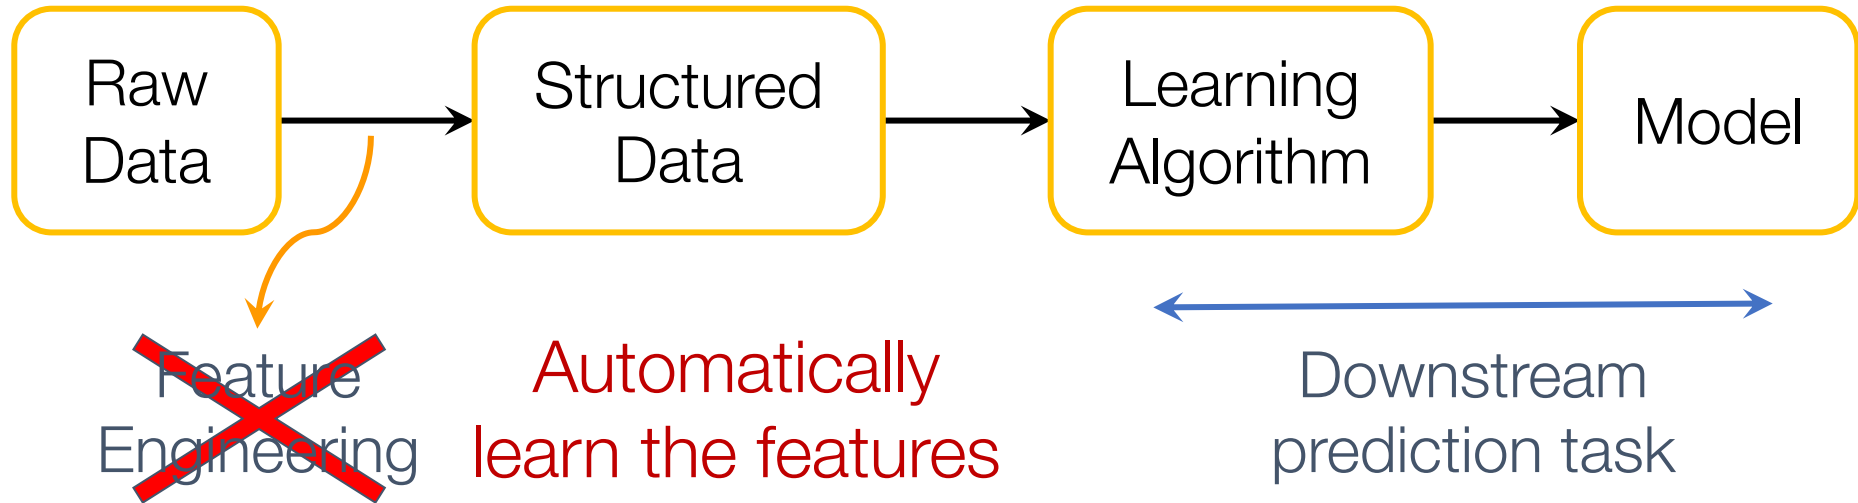 Raw
Data
Structured
Data
Learning
Algorithm
Model
Feature
Engineering
Automatically
learn the features
Downstream
prediction task